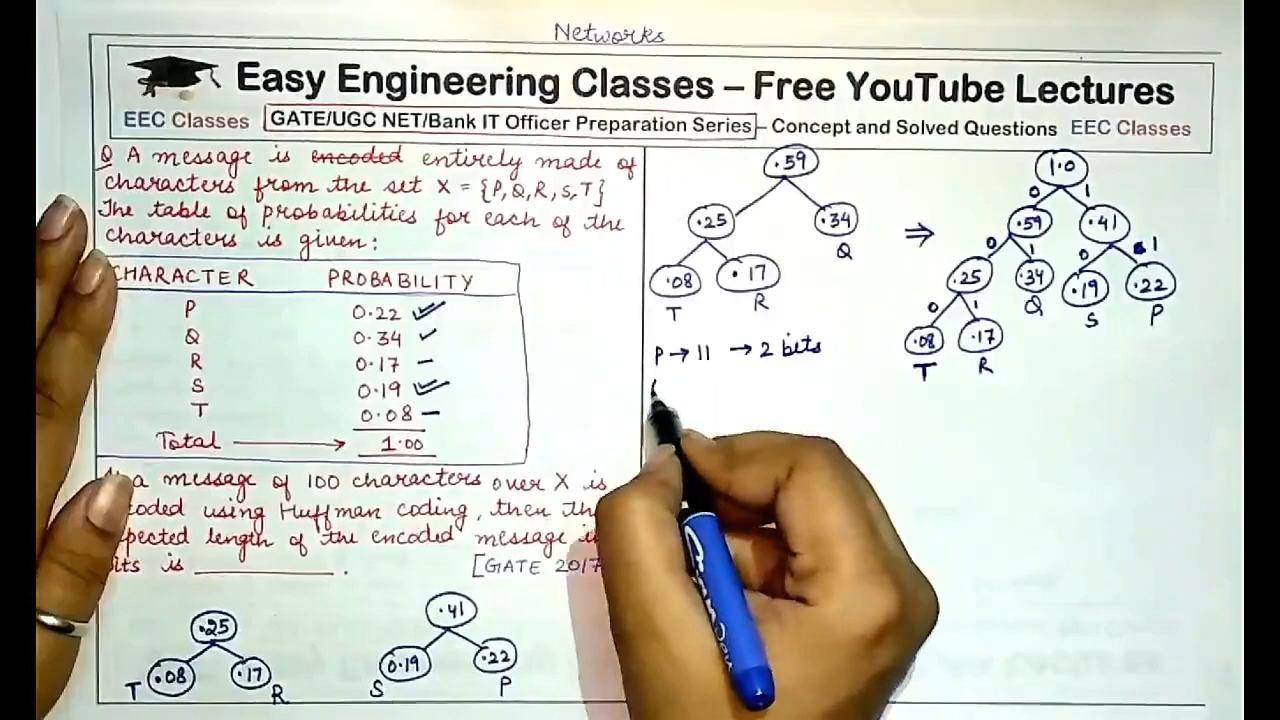 Networks
Easy Engineering Classes – Free YouTube Lectures
EEC Classes GATE/UGC NET/Bank IT Officer Preparation Series – Concept and Solved Questions EEC Classes
Q A message is encoded entirely made of
characters from the set X = {P, Q, R, S, T}
The table of probabilities for each of the
characters is given:
CHARACTER PROBABILITY
P 0.22
Q 0.34
R 0.17
S 0.19
T 0.08
Total 1.00
a message of 100 characters over X is
coded using Huffman coding, then th
pected length of the encoded message i
bits is ____________ .
[GATE 2017
.25
.08 .17
T R
.41
0.19 .22
S P
.59
.25 .34
Q
.08 .17
T R
P → 11 → 2 bits
⇒
1.0
0 1
.59 .41
0 1 0 1
.25 .34 .19 .22
Q S P
0 1
.08 .17
T R